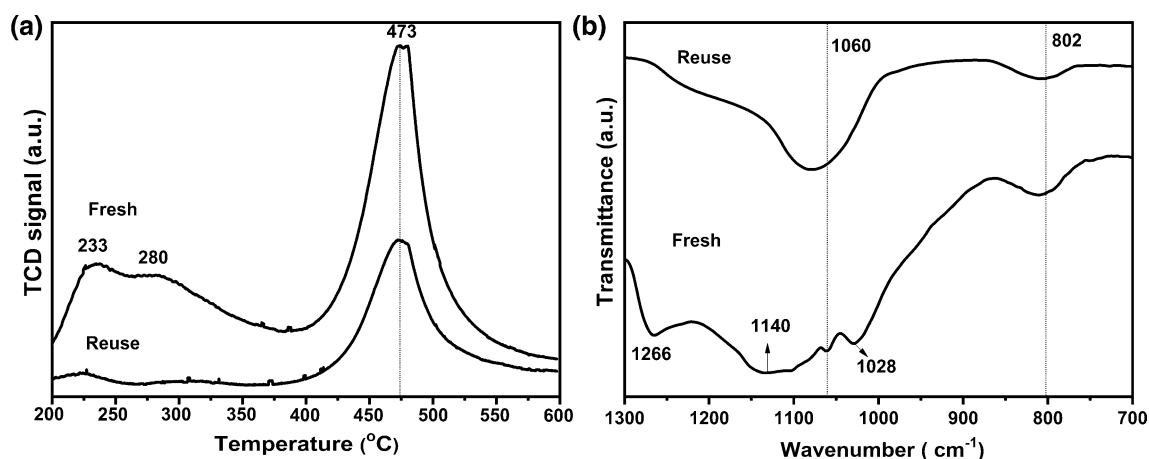 (a)
TCD signal (a.u.)
473
Fresh
233
280
Reuse
200 250 300 350 400 450 500 550 600
Temperature (°C)
(b)
Transmittance (a.u.)
1060
802
Reuse
Fresh
1266
1140
1028
1300 1200 1100 1000 900 800 700
Wavenumber ( cm⁻¹)